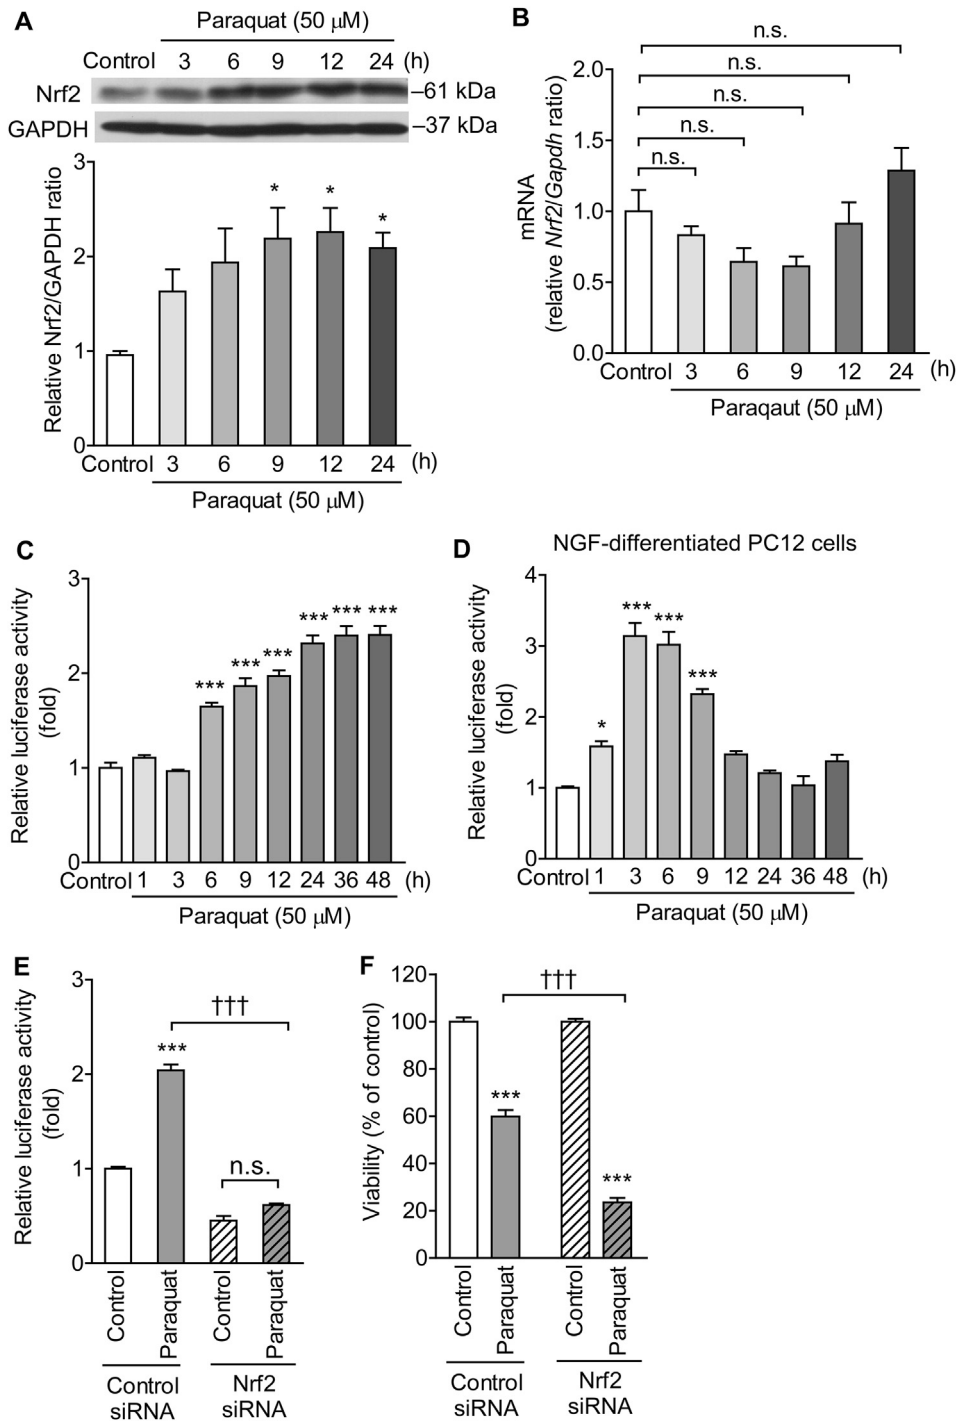 A
Paraquat (50 μM)
Control 3 6 9 12 24 (h)
Nrf2 –61 kDa
GAPDH –37 kDa
Relative Nrf2/GAPDH ratio
3
2
1
0
* * *
Control 3 6 9 12 24 (h)
Paraquat (50 μM)
B
mRNA
(relative Nrf2/Gapdh ratio)
2.0
1.5
1.0
0.5
0.0
n.s.
n.s.
n.s.
n.s.
n.s.
Control 3 6 9 12 24 (h)
Paraqaut (50 μM)
C
Relative luciferase activity
(fold)
3
2
1
0
*** *** *** *** *** ***
Control 1 3 6 9 12 24 36 48 (h)
Paraquat (50 μM)
D
NGF-differentiated PC12 cells
Relative luciferase activity
(fold)
4
3
2
1
0
* *** *** ***
Control 1 3 6 9 12 24 36 48 (h)
Paraquat (50 μM)
E
Relative luciferase activity
(fold)
3
2
1
0
†††
***
n.s.
Control Paraquat Control Paraquat
Control Nrf2
siRNA siRNA
F
Viability (% of control)
120
100
80
60
40
20
0
†††
*** ***
Control Paraquat Control Paraquat
Control Nrf2
siRNA siRNA